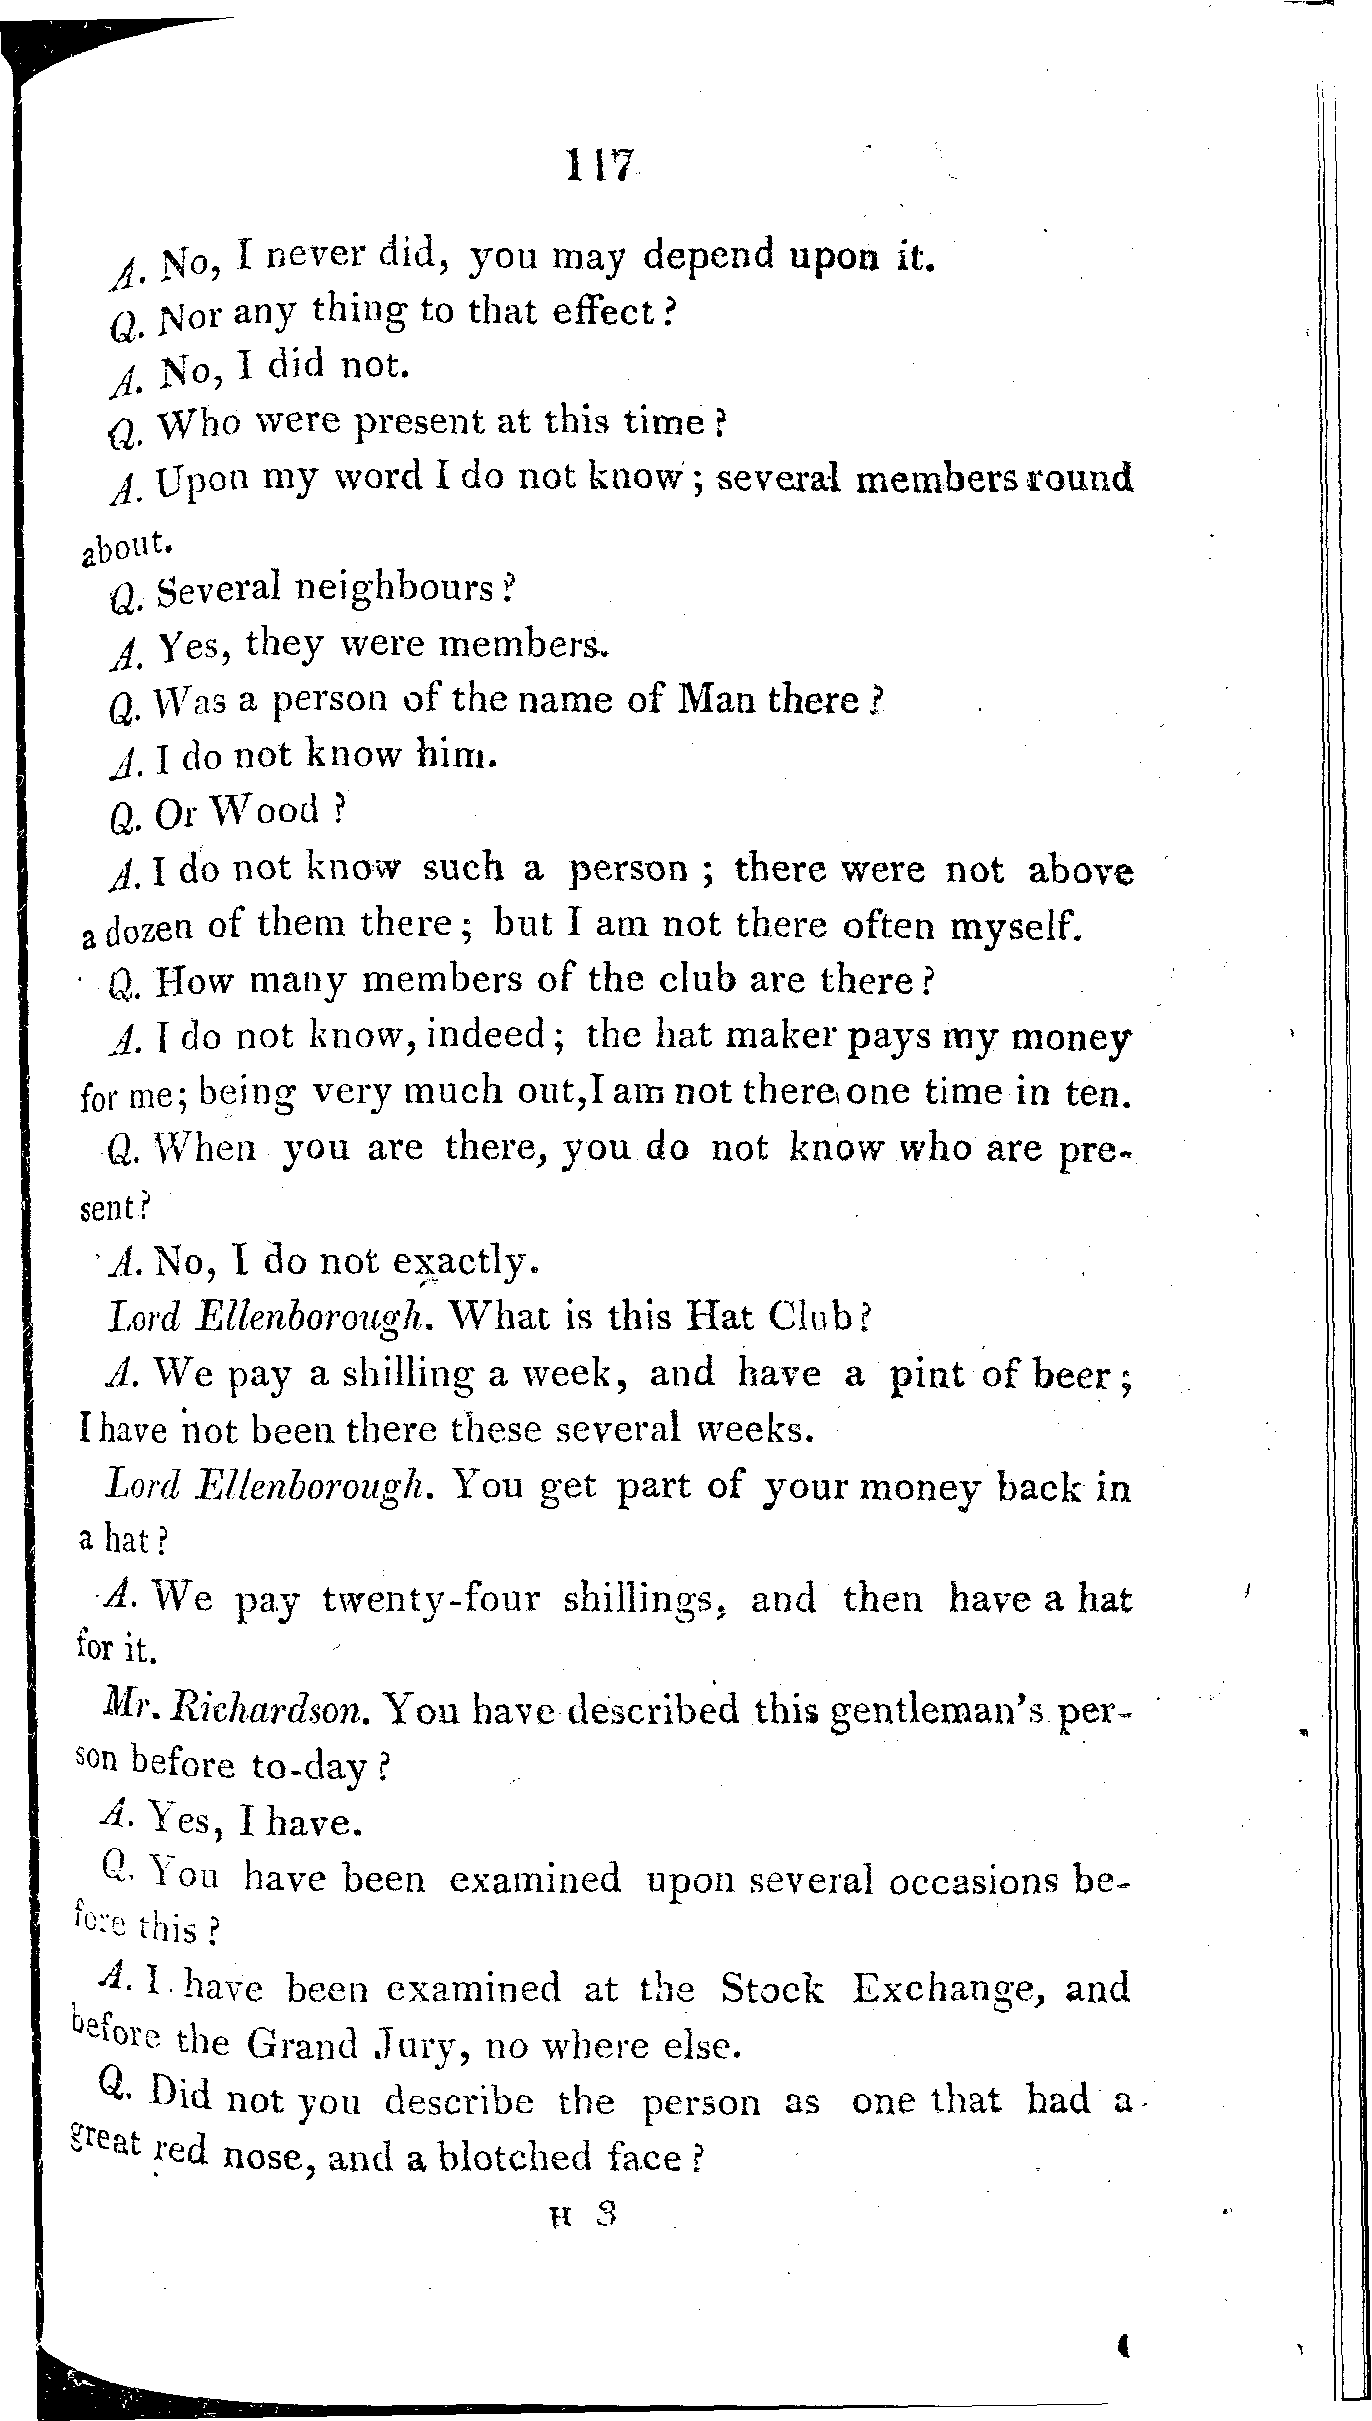 117
A. No, I never did, you may depend upon it.
Q. Nor any thing to that effect?
A. No, I did not.
Q. Who were present at this time?
A. Upon my word I do not know; several members round
about.
Q. Several neighbours?
A. Yes, they were members.
Q. Was a person of the name of Man there?
A. I do not know him.
Q. Or Wood?
A. I do not know such a person; there were not above
a dozen of them there; but I am not there often myself.
Q. How many members of the club are there?
A. I do not know, indeed; the hat maker pays my money
for me; being very much out, I am not there one time in ten.
Q. When you are there, you do not know who are pre-
sent?
A. No, I do not exactly.
Lord Ellenborough. What is this Hat Club?
A. We pay a shilling a week, and have a pint of beer;
I have not been there these several weeks.
Lord Ellenborough. You get part of your money back in
a hat?
A. We pay twenty-four shillings, and then have a hat
for it.
Mr. Richardson. You have described this gentleman's per-
son before to-day?
A. Yes, I have.
Q. You have been examined upon several occasions be-
fore this?
A. I have been examined at the Stock Exchange, and
before the Grand Jury, no where else.
Q. Did not you describe the person as one that had a
great red nose, and a blotched face?
H 3